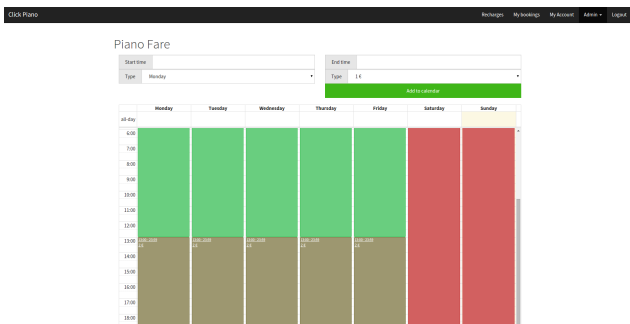 Click Piano
Recharges My bookings My Account Admin Logout
Piano Fare
Start time End time
Type Monday Type 1 €
Add to calendar
Monday Tuesday Wednesday Thursday Friday Saturday Sunday
all-day
6:00
7:00
8:00
9:00
10:00
11:00
12:00
13:00
14:00
15:00
16:00
17:00
18:00